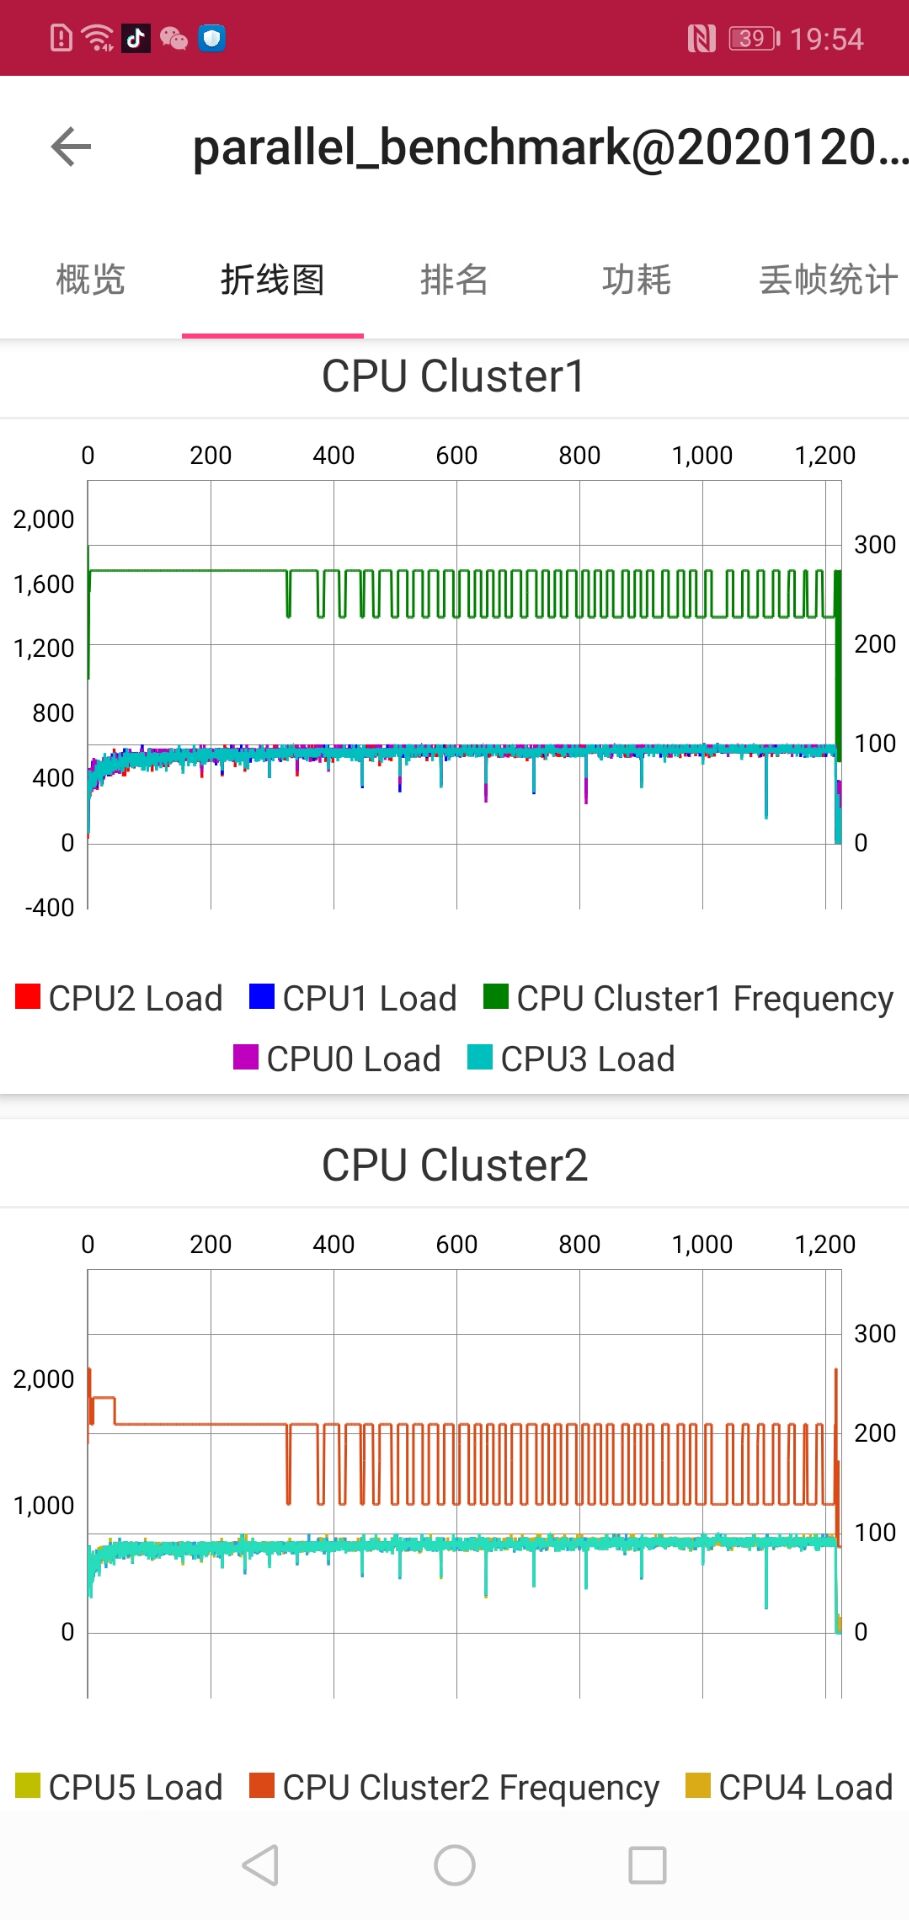 39 19:54
parallel_benchmark@2020120...
概览 折线图 排名 功耗 丢帧统计
CPU Cluster1
0 200 400 600 800 1,000 1,200
2,000
300
1,600
1,200 200
800
100
400
0 0
-400
CPU2 Load CPU1 Load CPU Cluster1 Frequency
CPU0 Load CPU3 Load
CPU Cluster2
0 200 400 600 800 1,000 1,200
300
2,000
200
1,000
100
0 0
CPU5 Load CPU Cluster2 Frequency CPU4 Load